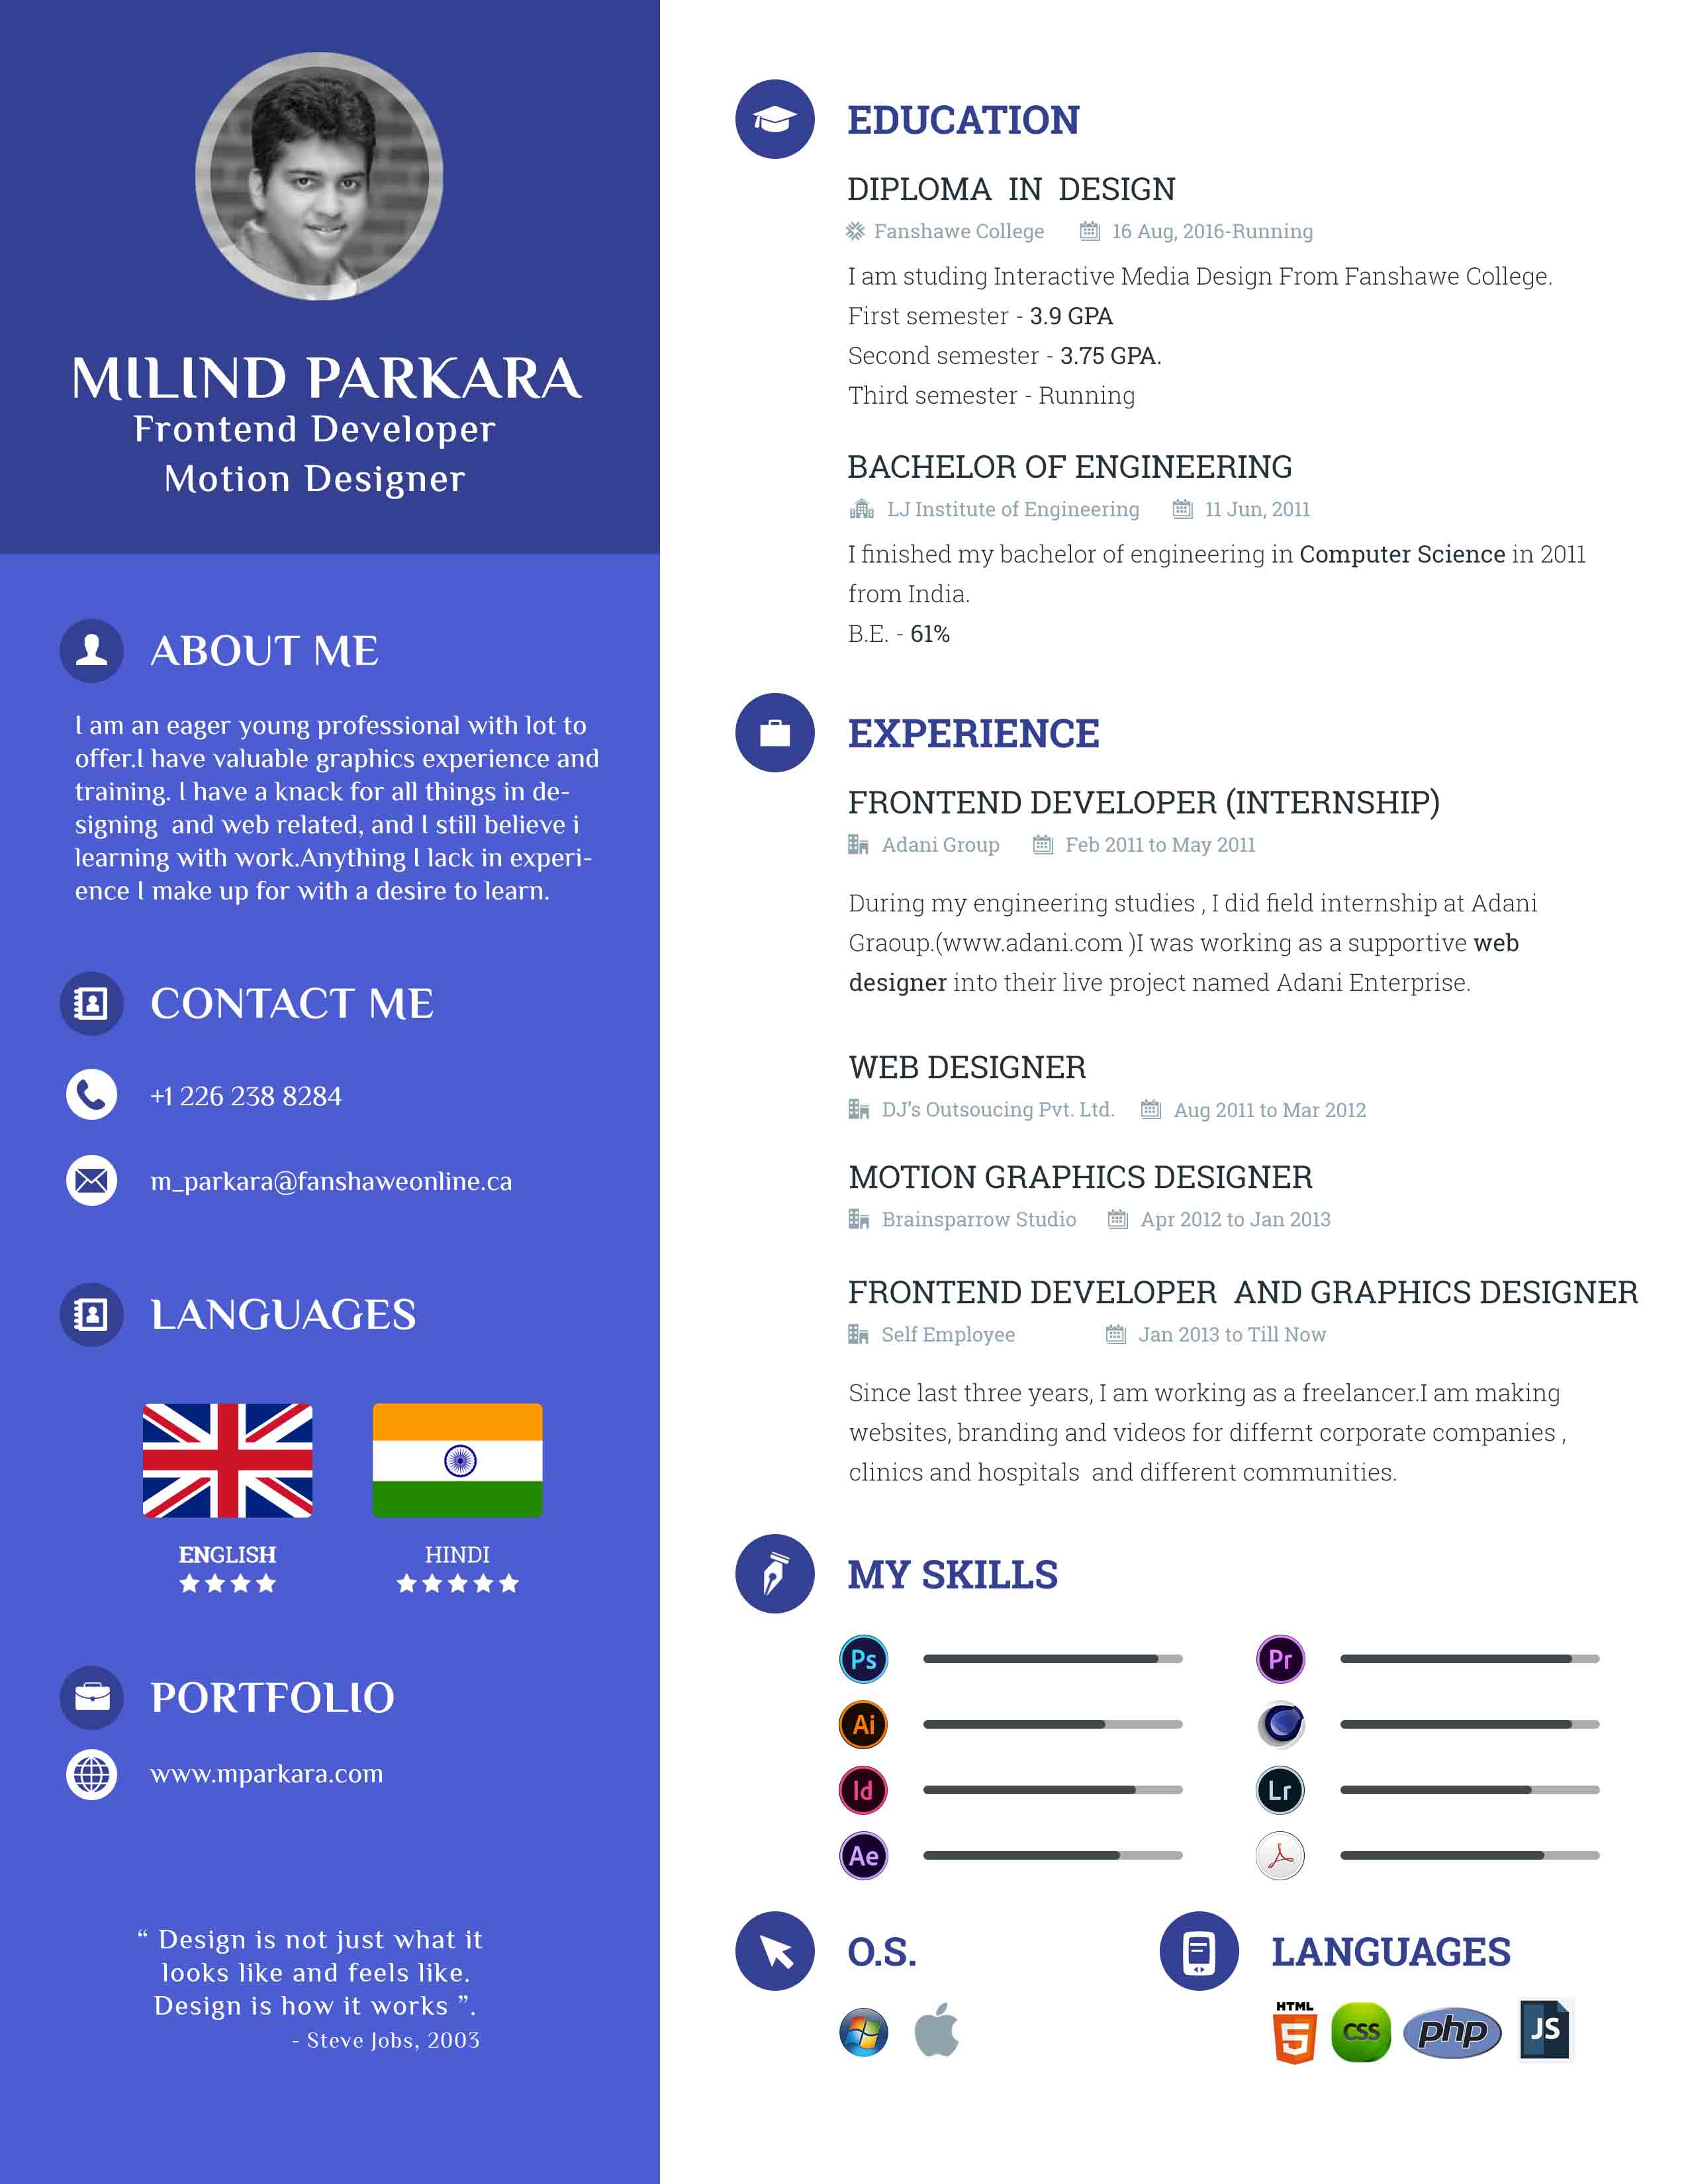 MILIND PARKARA
Frontend Developer
Motion Designer
ABOUT ME
I am an eager young professional with lot to
offer.I have valuable graphics experience and
training. I have a knack for all things in de-
signing and web related, and I still believe i
learning with work.Anything I lack in experi-
ence I make up for with a desire to learn.
CONTACT ME
+1 226 238 8284
m_parkara@fanshaweonline.ca
LANGUAGES
ENGLISH
HINDI
PORTFOLIO
www.mparkara.com
“ Design is not just what it
looks like and feels like.
Design is how it works ”.
- Steve Jobs, 2003
EDUCATION
DIPLOMA IN DESIGN
Fanshawe College 16 Aug, 2016-Running
I am studing Interactive Media Design From Fanshawe College.
First semester - 3.9 GPA
Second semester - 3.75 GPA.
Third semester - Running
BACHELOR OF ENGINEERING
LJ Institute of Engineering 11 Jun, 2011
I finished my bachelor of engineering in Computer Science in 2011
from India.
B.E. - 61%
EXPERIENCE
FRONTEND DEVELOPER (INTERNSHIP)
Adani Group Feb 2011 to May 2011
During my engineering studies , I did field internship at Adani
Graoup.(www.adani.com )I was working as a supportive web
designer into their live project named Adani Enterprise.
WEB DESIGNER
DJ’s Outsoucing Pvt. Ltd. Aug 2011 to Mar 2012
MOTION GRAPHICS DESIGNER
Brainsparrow Studio Apr 2012 to Jan 2013
FRONTEND DEVELOPER AND GRAPHICS DESIGNER
Self Employee Jan 2013 to Till Now
Since last three years, I am working as a freelancer.I am making
websites, branding and videos for differnt corporate companies ,
clinics and hospitals and different communities.
MY SKILLS
Ps
Pr
Ai
Id
Lr
Ae
O.S.
LANGUAGES
HTML
5
CSS
php
JS